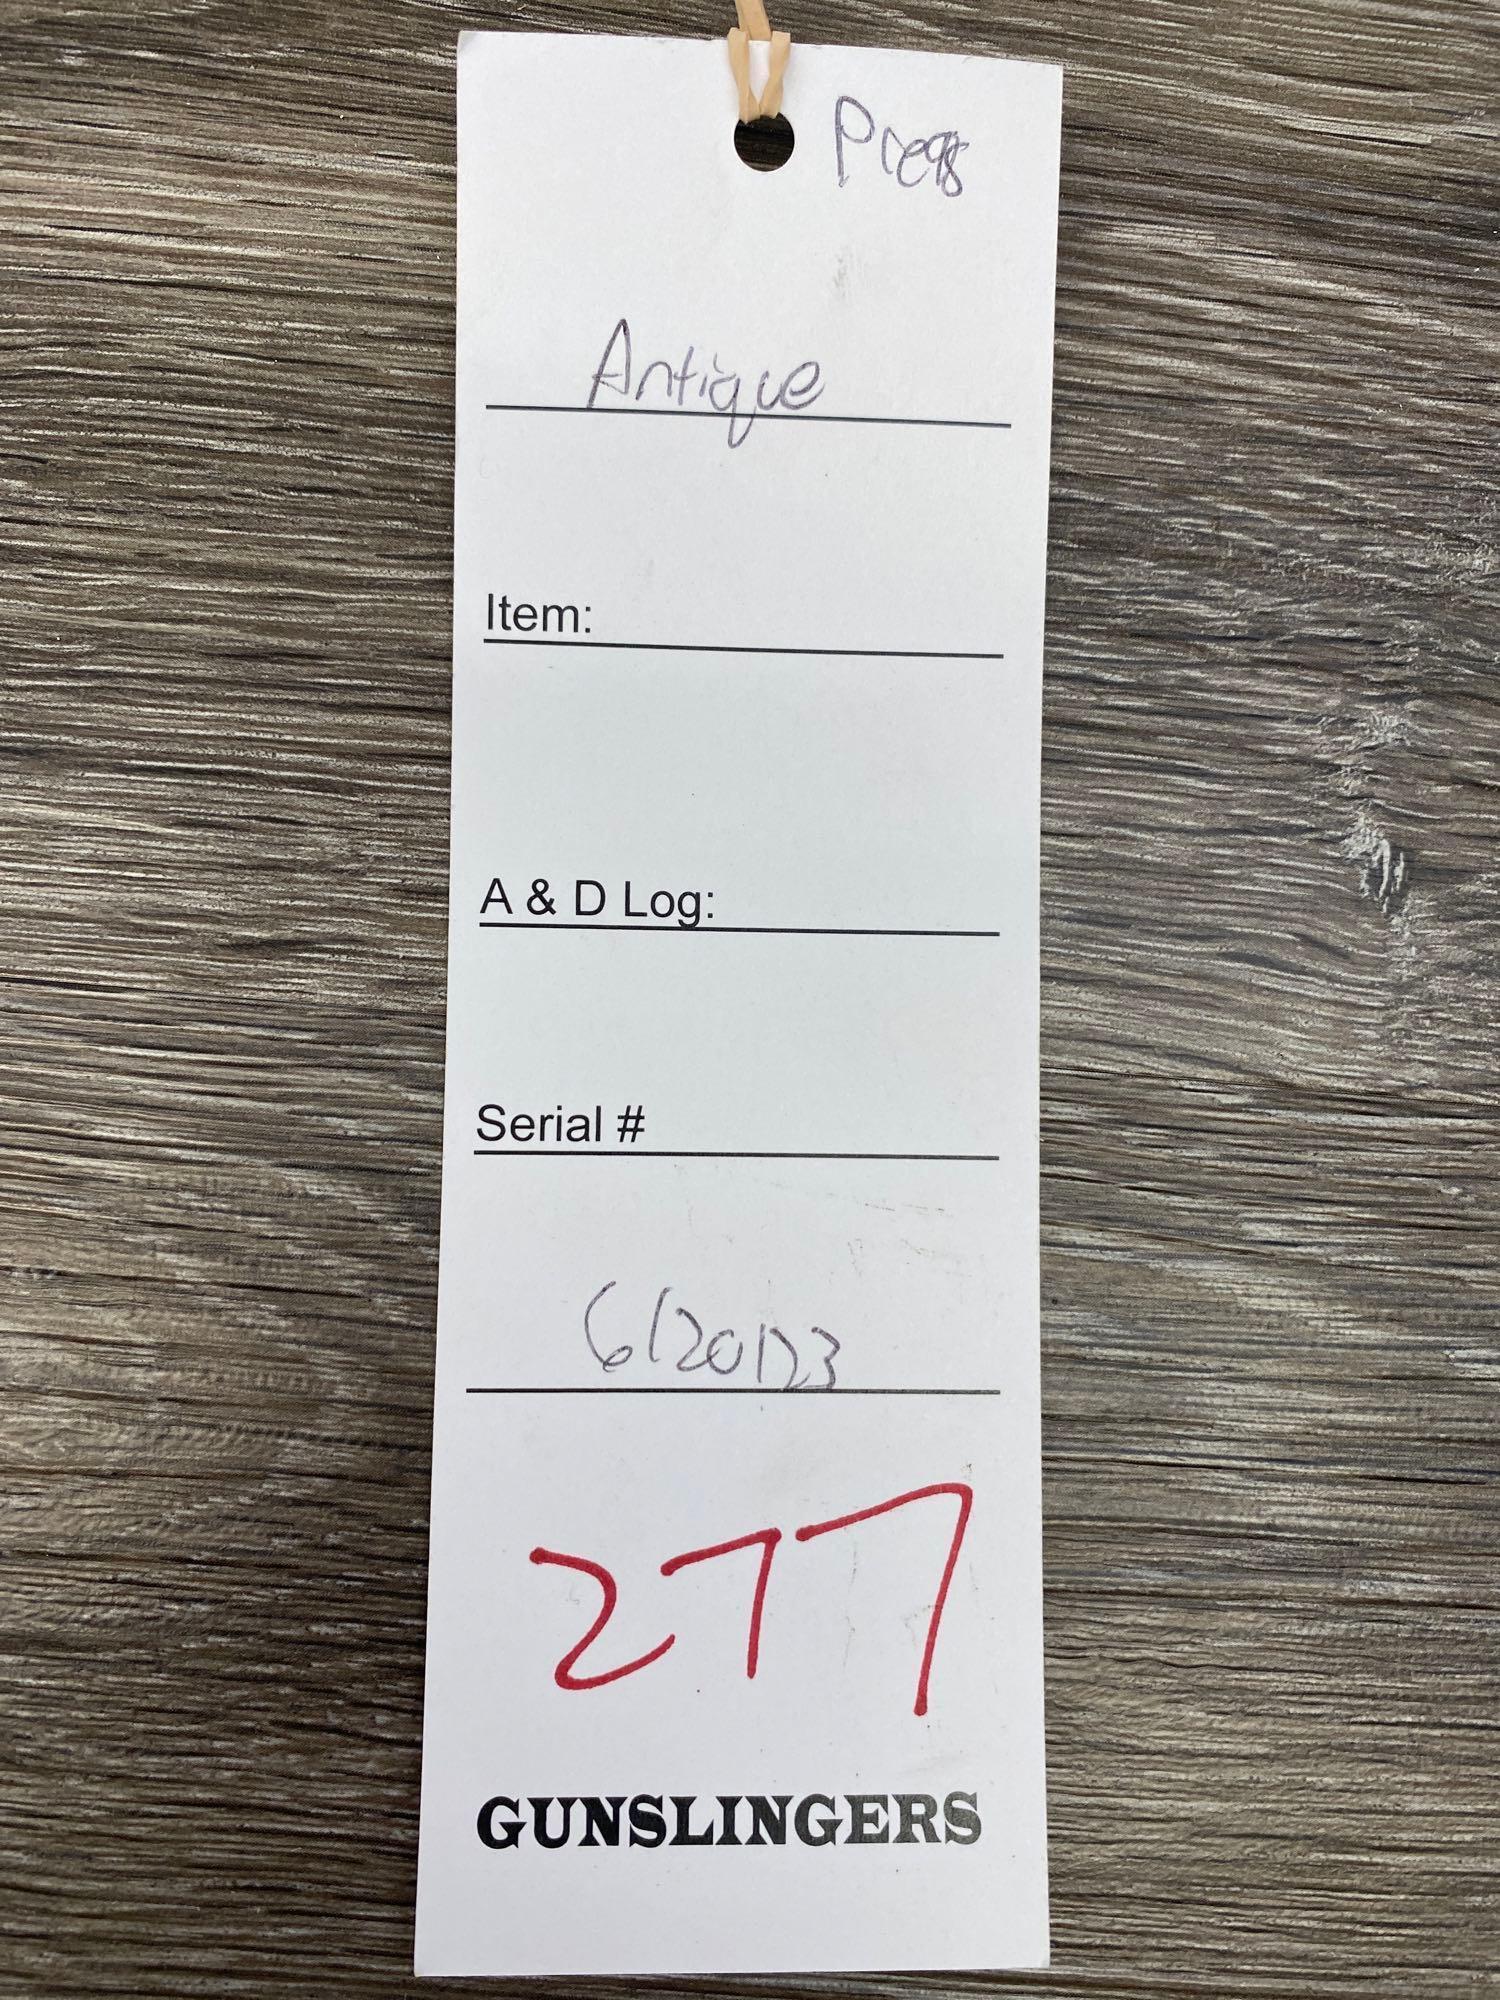 Pre98
Antique
Item:
A & D Log:
Serial #
6/20/23
277
GUNSLINGERS